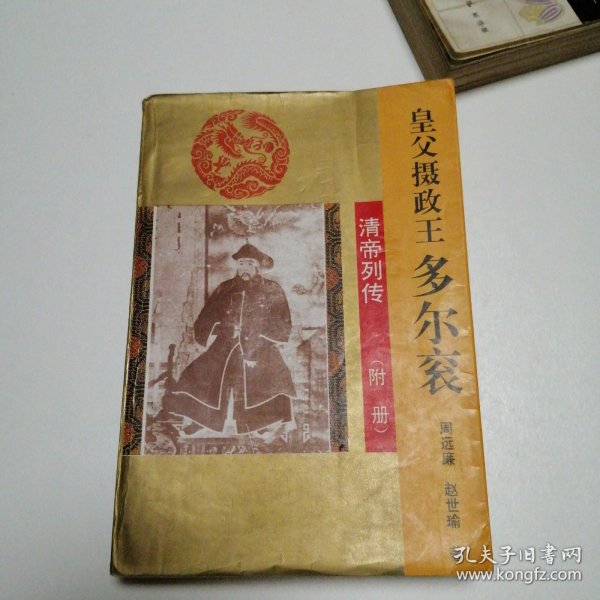 皇父摄政王 多尔衮
清帝列传
（附册）
周远廉 赵世瑜
孔夫子旧书网
www.kongfz.com